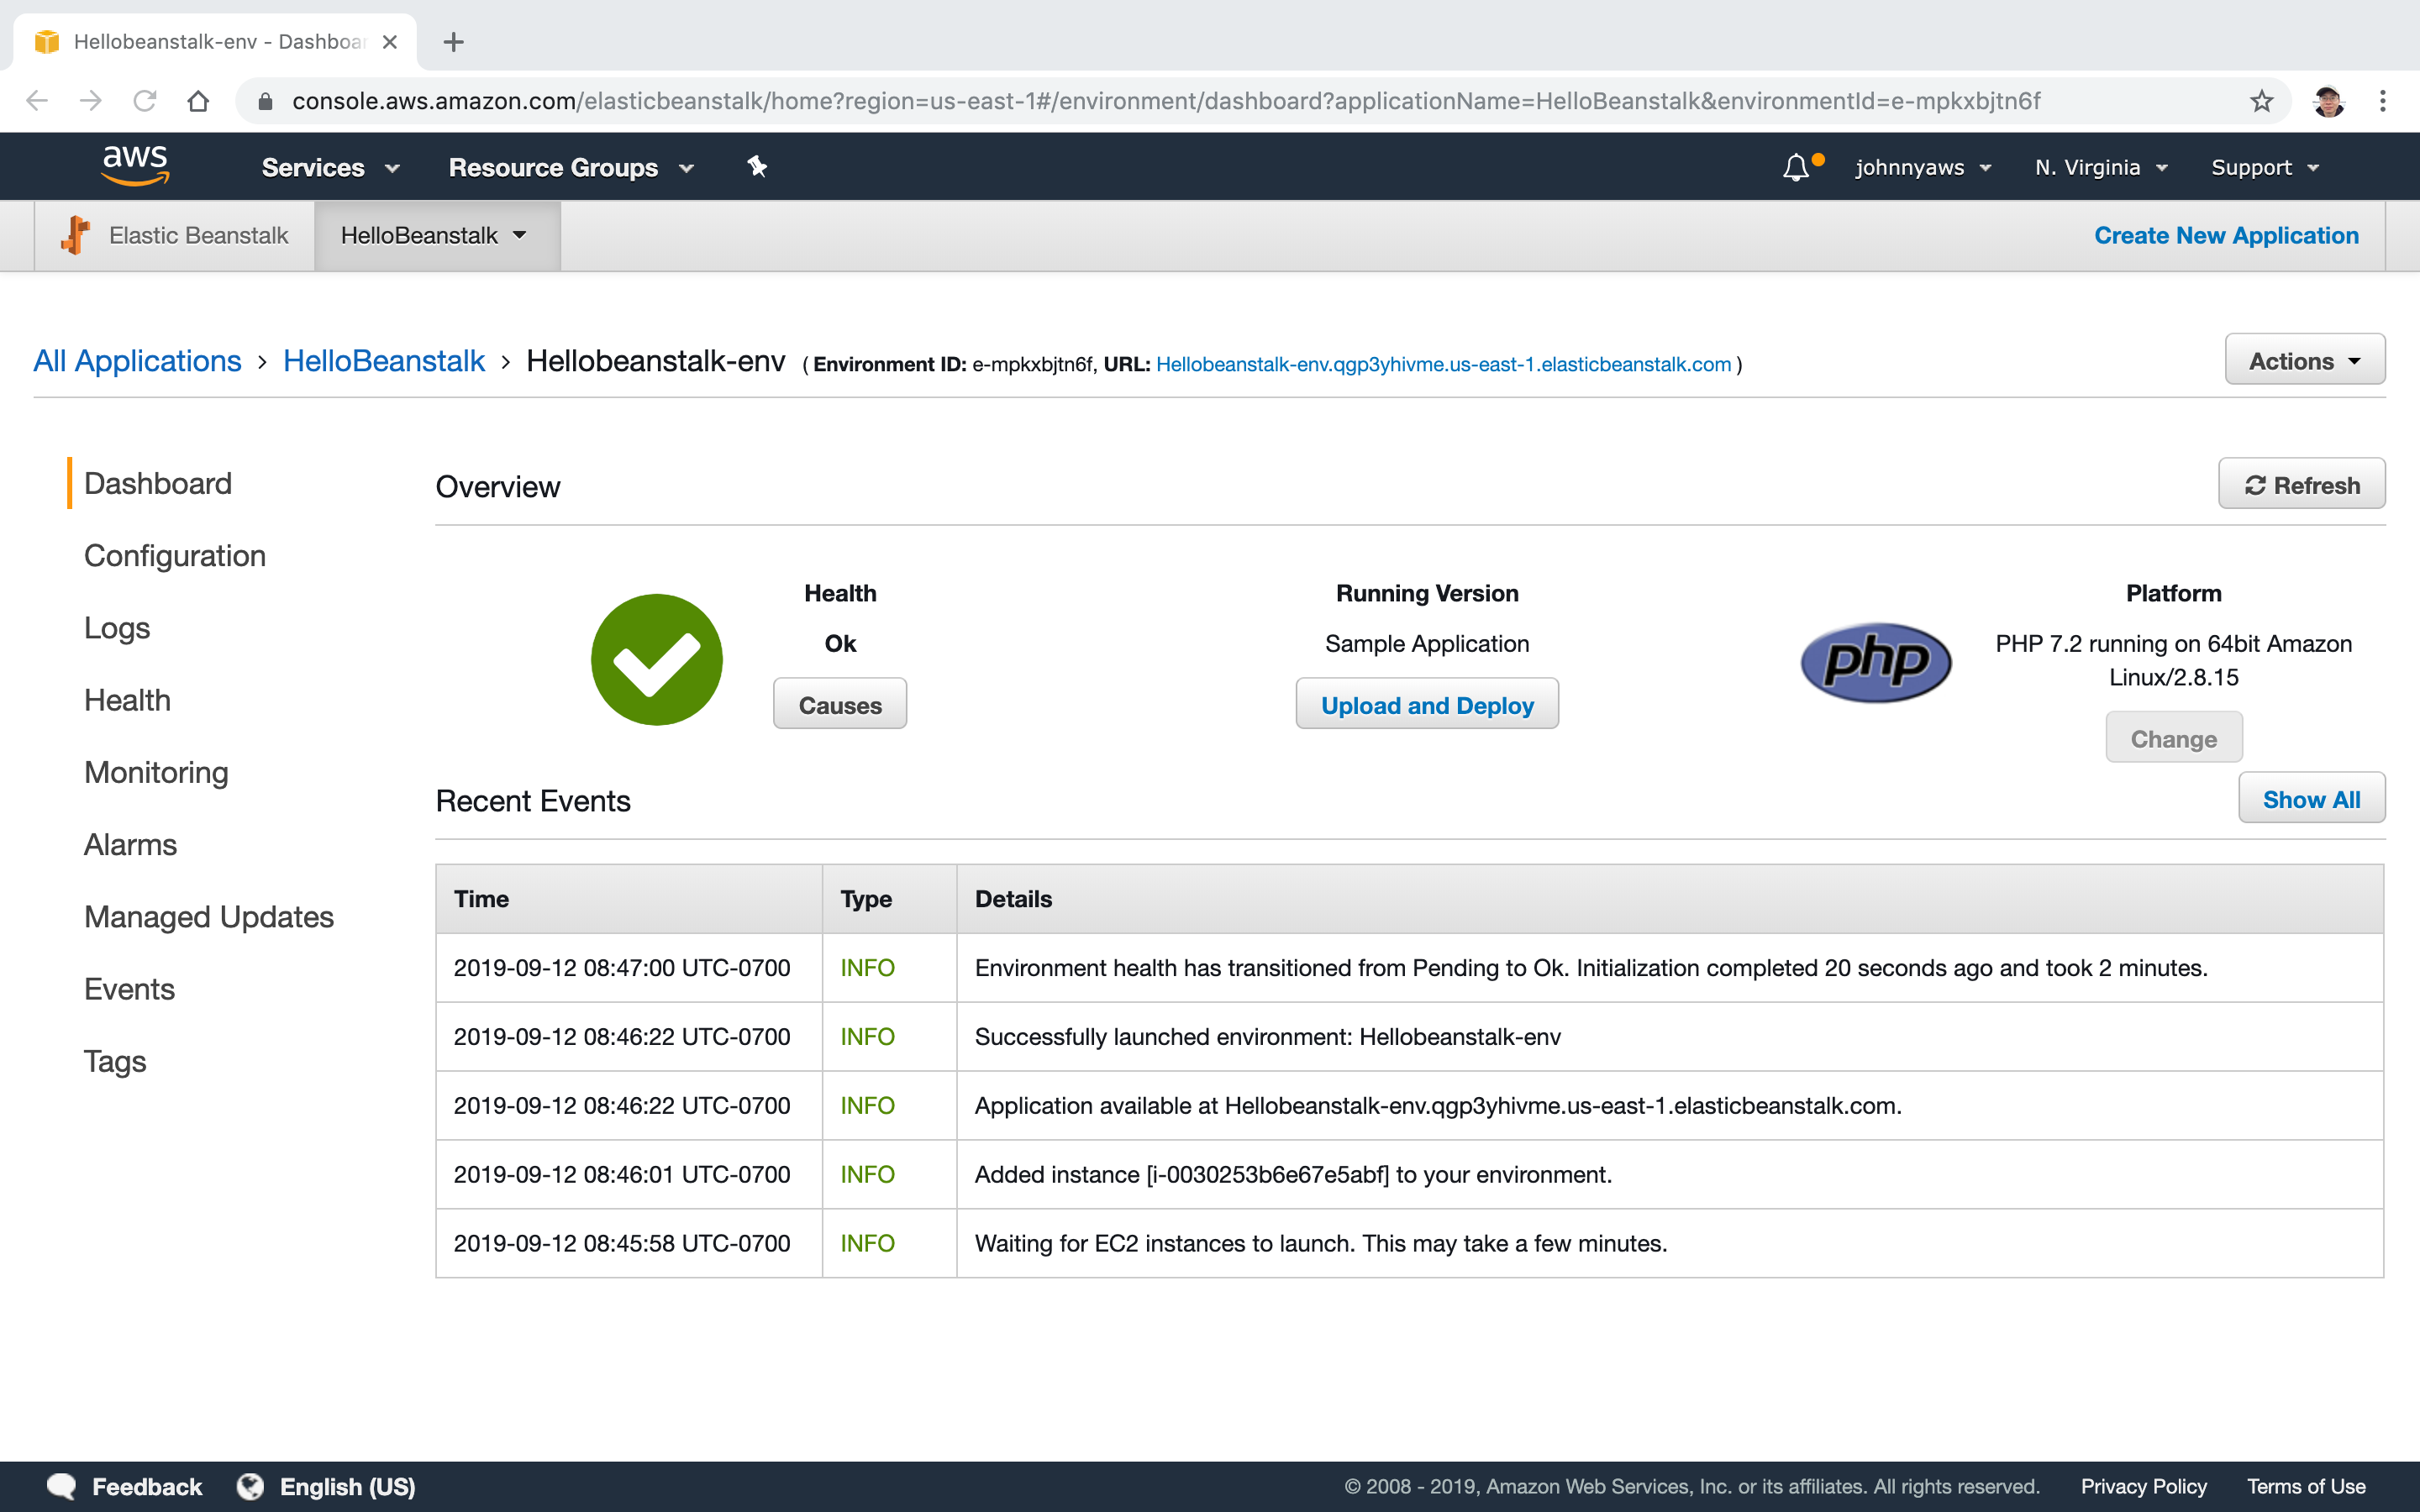 Hellobeanstalk-env - Dashboar
console.aws.amazon.com/elasticbeanstalk/home?region=us-east-1#/environment/dashboard?applicationName=HelloBeanstalk&environmentId=e-mpkxbjtn6f
aws Services Resource Groups johnnyaws N. Virginia Support
Elastic Beanstalk HelloBeanstalk Create New Application
All Applications > HelloBeanstalk > Hellobeanstalk-env ( Environment ID: e-mpkxbjtn6f, URL: Hellobeanstalk-env.qgp3yhivme.us-east-1.elasticbeanstalk.com ) Actions
Dashboard
Configuration
Logs
Health
Monitoring
Alarms
Managed Updates
Events
Tags
Overview Refresh
Health
Ok
Causes
Running Version
Sample Application
Upload and Deploy
php
Platform
PHP 7.2 running on 64bit Amazon
Linux/2.8.15
Change
Recent Events Show All
Time Type Details
2019-09-12 08:47:00 UTC-0700 INFO Environment health has transitioned from Pending to Ok. Initialization completed 20 seconds ago and took 2 minutes.
2019-09-12 08:46:22 UTC-0700 INFO Successfully launched environment: Hellobeanstalk-env
2019-09-12 08:46:22 UTC-0700 INFO Application available at Hellobeanstalk-env.qgp3yhivme.us-east-1.elasticbeanstalk.com.
2019-09-12 08:46:01 UTC-0700 INFO Added instance [i-0030253b6e67e5abf] to your environment.
2019-09-12 08:45:58 UTC-0700 INFO Waiting for EC2 instances to launch. This may take a few minutes.
Feedback English (US) © 2008 - 2019, Amazon Web Services, Inc. or its affiliates. All rights reserved. Privacy Policy Terms of Use